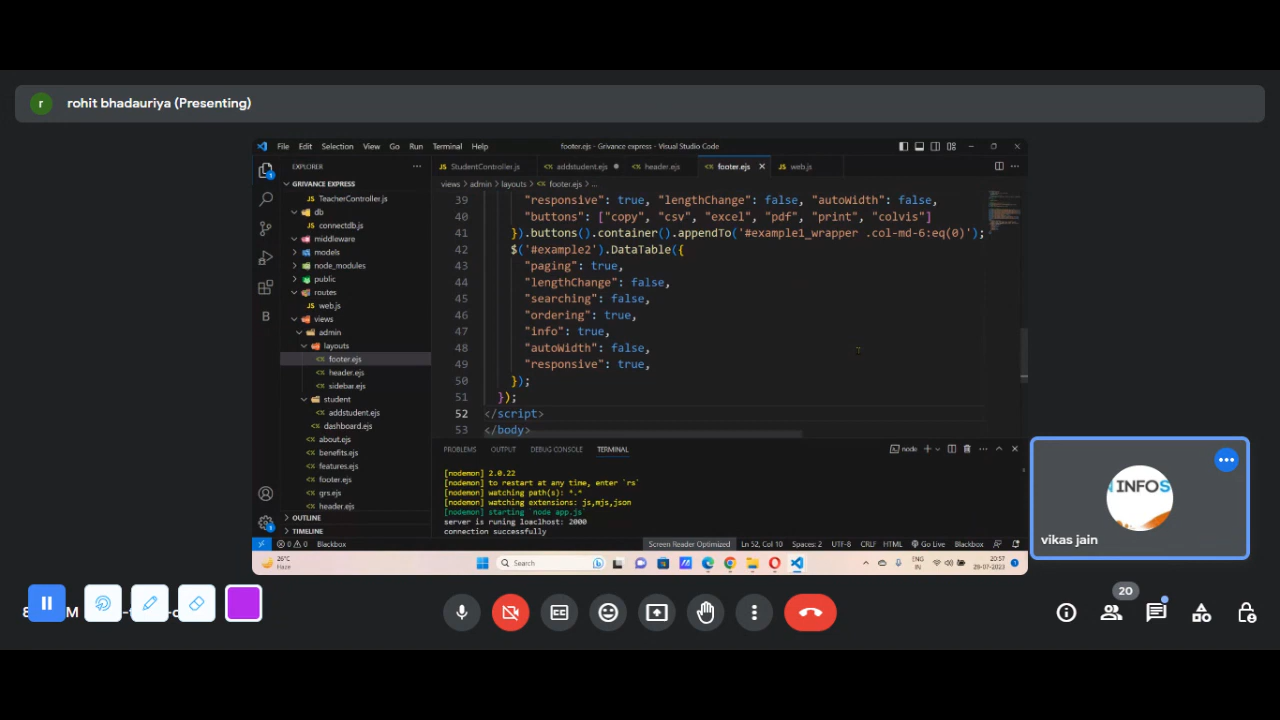 r rohit bhadauriya (Presenting)
File Edit Selection View Go Run Terminal Help footer.ejs - Grivance express - Visual Studio Code
EXPLORER ...
JS StudentController.js <> addstudent.ejs <> header.ejs <> footer.ejs JS web.js
views > admin > layouts > <> footer.ejs > ...
GRIVANCE EXPRESS
JS TeacherController.js
db
JS connectdb.js
middleware
models
node_modules
public
routes
JS web.js
views
admin
layouts
<> footer.ejs
<> header.ejs
<> sidebar.ejs
student
<> addstudent.ejs
<> dashboard.ejs
<> about.ejs
<> benefits.ejs
<> features.ejs
<> footer.ejs
<> grs.ejs
<> header.ejs
OUTLINE
TIMELINE
B
39 "responsive": true, "lengthChange": false, "autoWidth": false,
40 "buttons": ["copy", "csv", "excel", "pdf", "print", "colvis"]
41 }).buttons().container().appendTo('#example1_wrapper .col-md-6:eq(0)');
42 $('#example2').DataTable({
43 "paging": true,
44 "lengthChange": false,
45 "searching": false,
46 "ordering": true,
47 "info": true,
48 "autoWidth": false,
49 "responsive": true,
50 });
51 });
52 </script>
53 </body>
PROBLEMS OUTPUT DEBUG CONSOLE TERMINAL node
[nodemon] 2.0.22
[nodemon] to restart at any time, enter `rs`
[nodemon] watching path(s): *.*
[nodemon] watching extensions: js,mjs,json
[nodemon] starting `node app.js`
server is runing loaclhost: 2000
connection successfully
0 0 Blackbox Screen Reader Optimized Ln 52, Col 10 Spaces: 2 UTF-8 CRLF HTML Go Live Blackbox
26°C
Haze
Search
ENG
IN
20:57
28-07-2023
INFOS
vikas jain
20